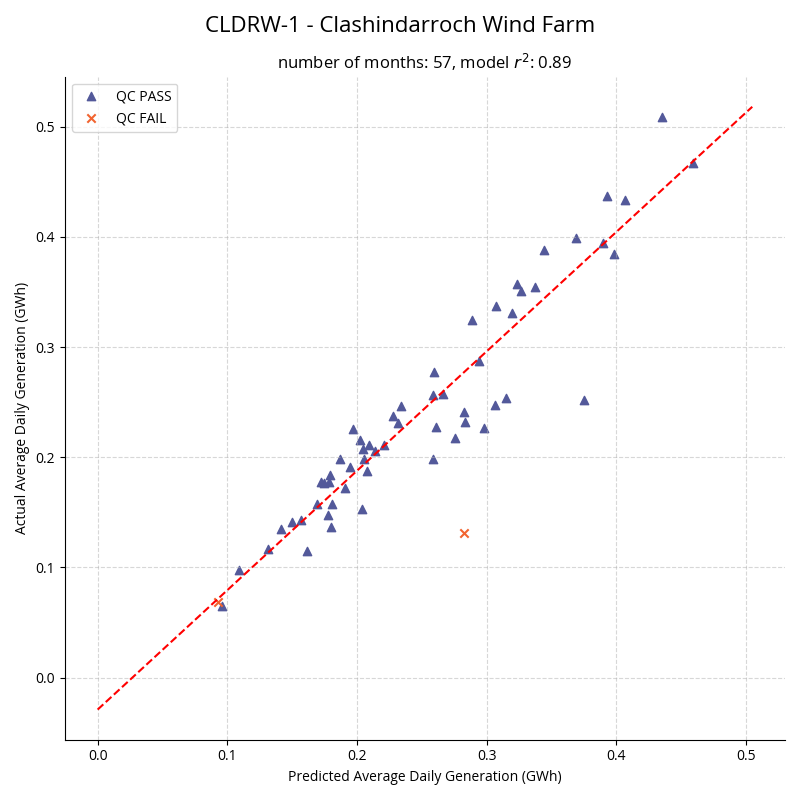 CLDRW-1 - Clashindarroch Wind Farm
number of months: 57, model r²: 0.89
QC PASS
QC FAIL
Actual Average Daily Generation (GWh)
0.5
0.4
0.3
0.2
0.1
0.0
0.0 0.1 0.2 0.3 0.4 0.5
Predicted Average Daily Generation (GWh)